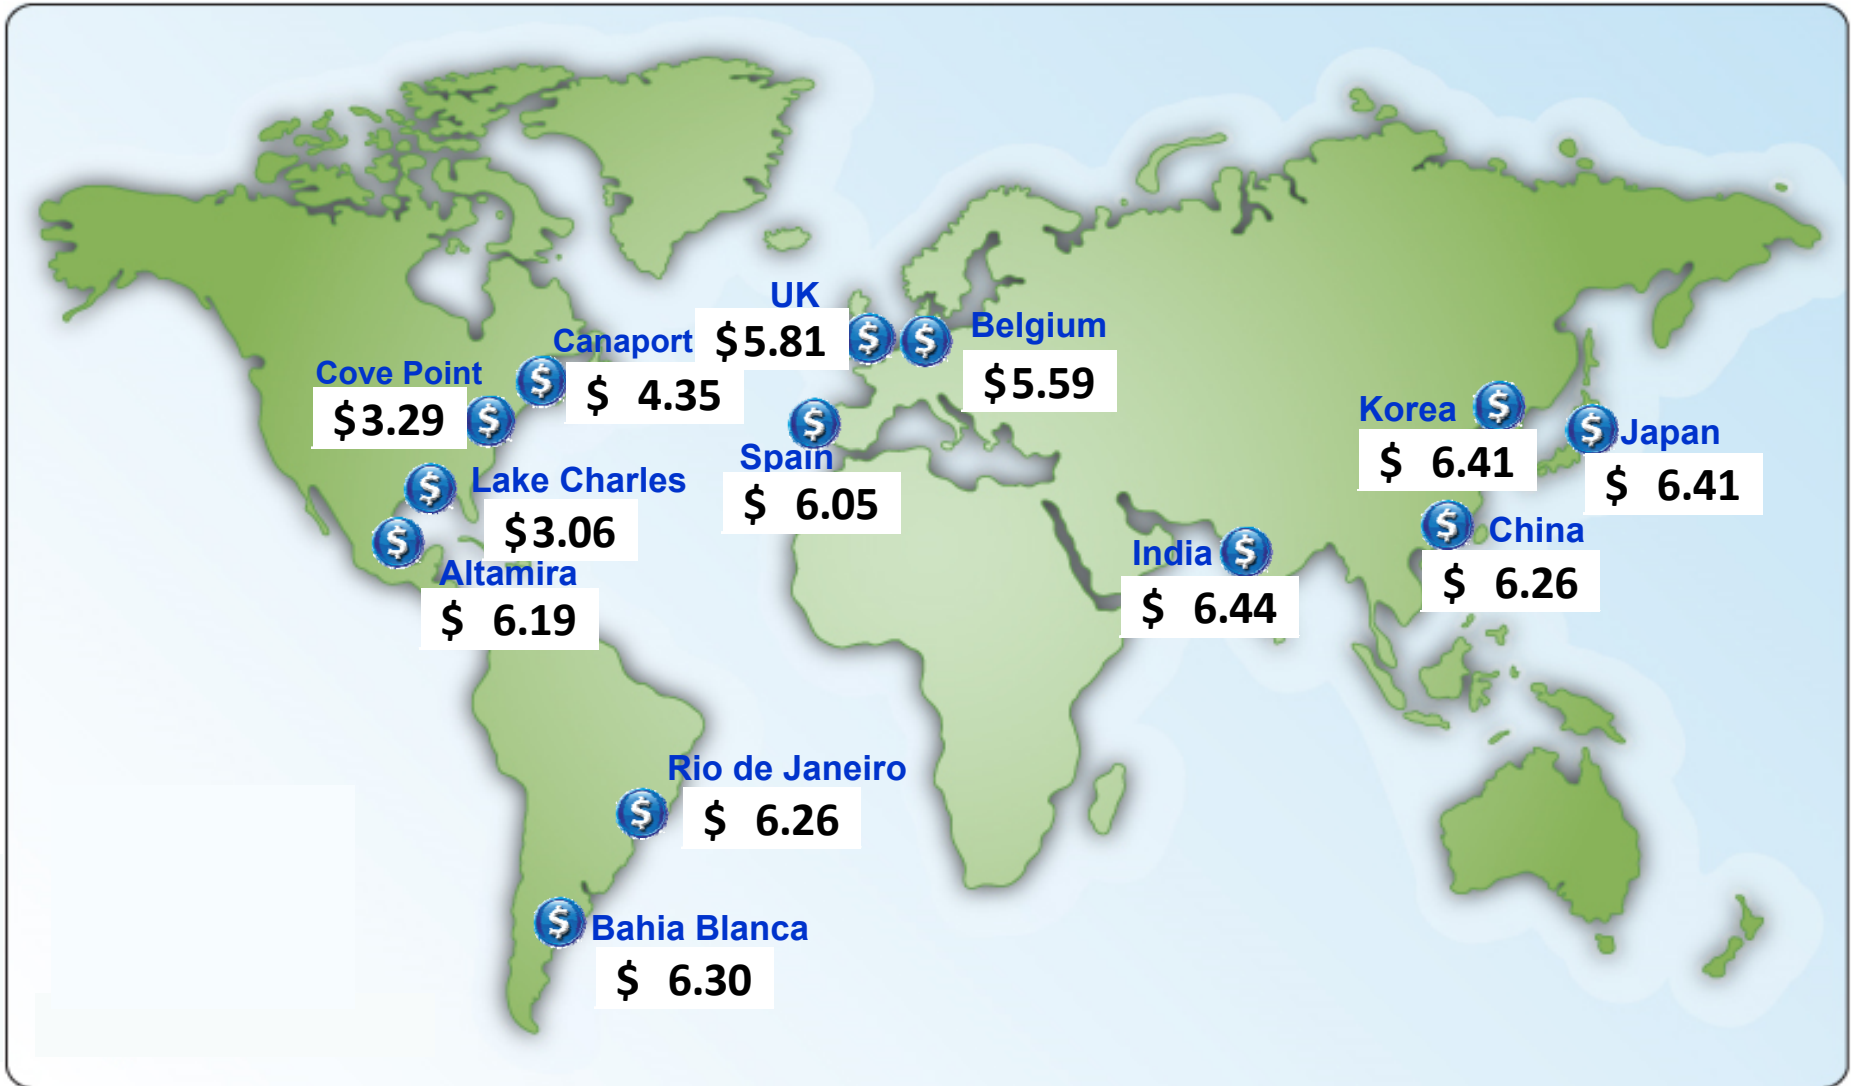 UK
$5.81
Belgium
$5.59
Canaport
$ 4.35
Cove Point
$3.29
Lake Charles
$3.06
Altamira
$ 6.19
Spain
$ 6.05
Korea
$ 6.41
Japan
$ 6.41
China
$ 6.26
India
$ 6.44
Rio de Janeiro
$ 6.26
Bahia Blanca
$ 6.30